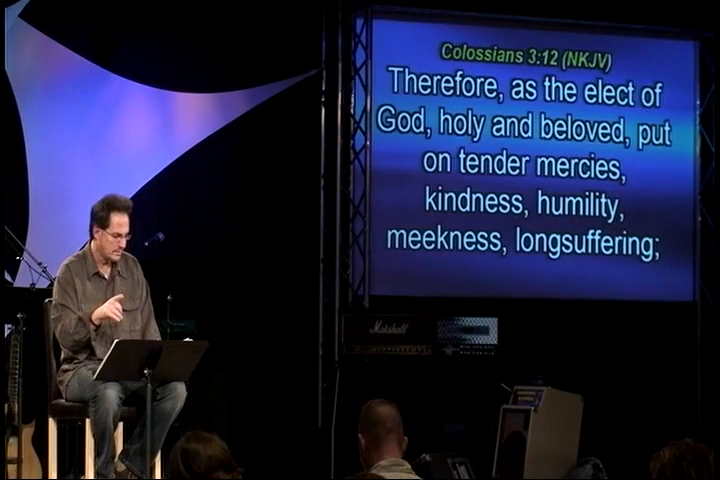 Colossians 3:12 (NKJV)
Therefore, as the elect of
God, holy and beloved, put
on tender mercies,
kindness, humility,
meekness, longsuffering;
Marshall